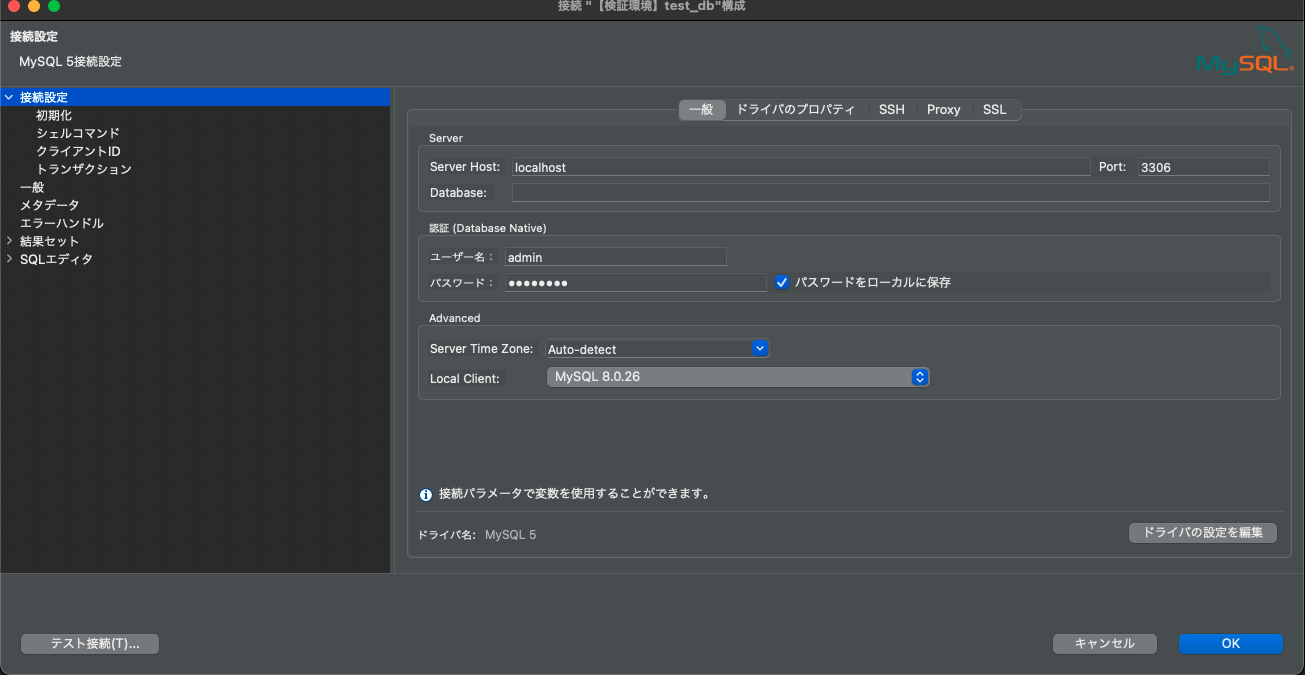 接続 "【検証環境】test_db"構成
接続設定
MySQL 5接続設定
MySQL®
接続設定
初期化
シェルコマンド
クライアントID
トランザクション
一般
メタデータ
エラーハンドル
結果セット
SQLエディタ
一般 ドライバのプロパティ SSH Proxy SSL
Server
Server Host: localhost Port: 3306
Database:
認証 (Database Native)
ユーザー名： admin
パスワード： ●●●●●●●● パスワードをローカルに保存
Advanced
Server Time Zone: Auto-detect
Local Client: MySQL 8.0.26
接続パラメータで変数を使用することができます。
ドライバ名: MySQL 5 ドライバの設定を編集
テスト接続(T)... キャンセル OK